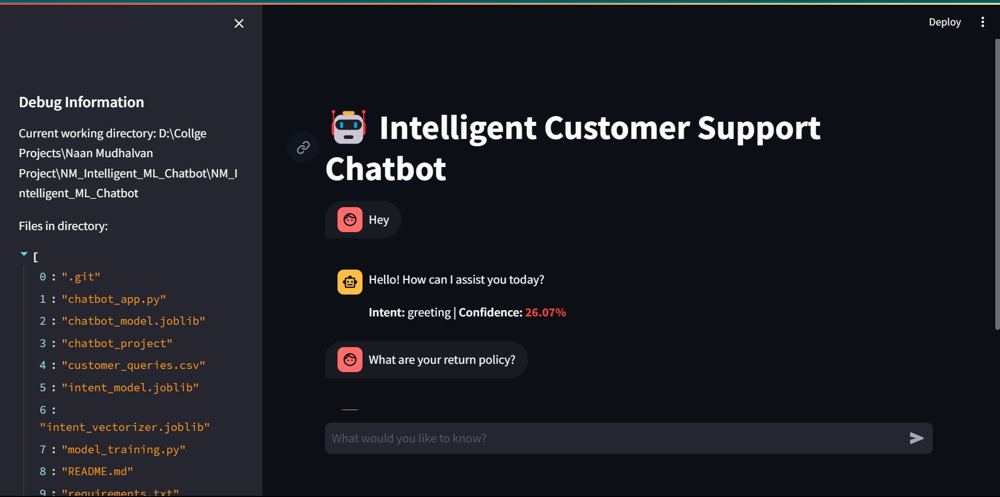 Deploy
Debug Information
Current working directory: D:\Collge
Projects\Naan Mudhalvan
Project\NM_Intelligent_ML_Chatbot\NM_I
ntelligent_ML_Chatbot
Files in directory:
[
0 : ".git"
1 : "chatbot_app.py"
2 : "chatbot_model.joblib"
3 : "chatbot_project"
4 : "customer_queries.csv"
5 : "intent_model.joblib"
6 :
"intent_vectorizer.joblib"
7 : "model_training.py"
8 : "README.md"
9 : "requirements.txt"
Intelligent Customer Support
Chatbot
Hey
Hello! How can I assist you today?
Intent: greeting | Confidence: 26.07%
What are your return policy?
What would you like to know?